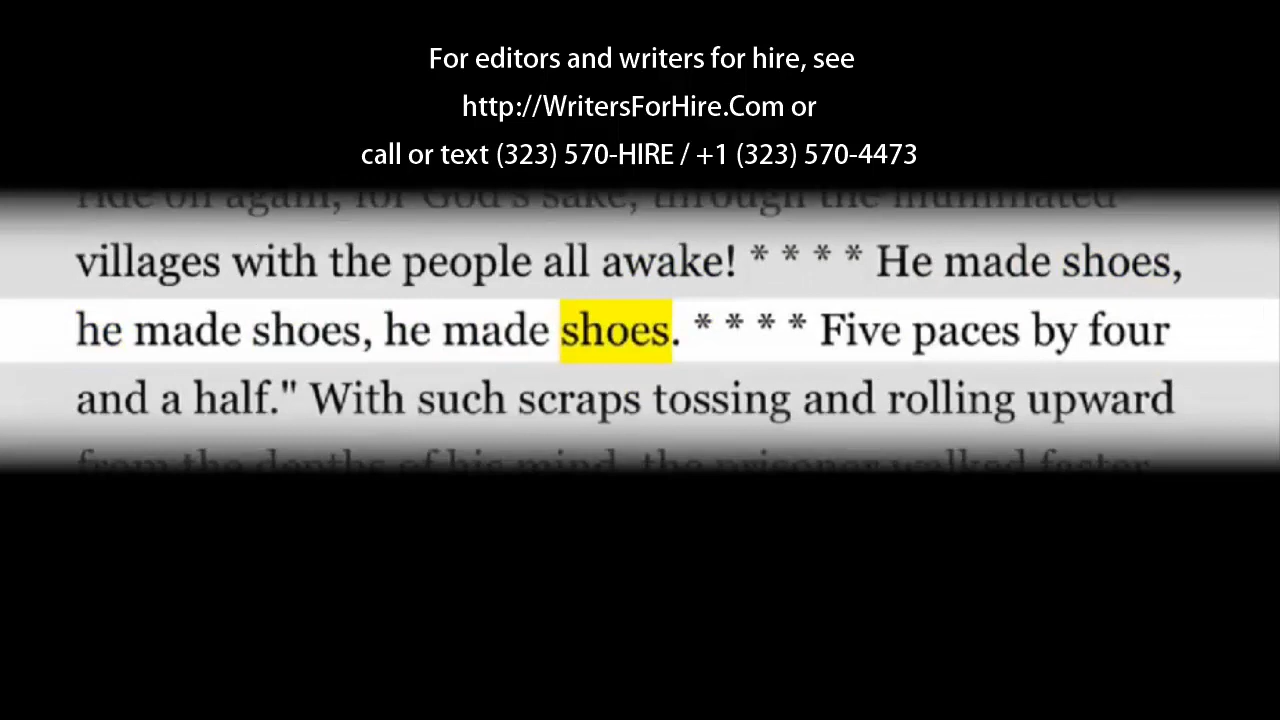 For editors and writers for hire, see
http://WritersForHire.Com or
call or text (323) 570-HIRE / +1 (323) 570-4473
ride on again, for God's sake, through the illuminated
villages with the people all awake! * * * * He made shoes,
he made shoes, he made shoes. * * * * Five paces by four
and a half." With such scraps tossing and rolling upward
from the depths of his mind, the prisoner walked faster